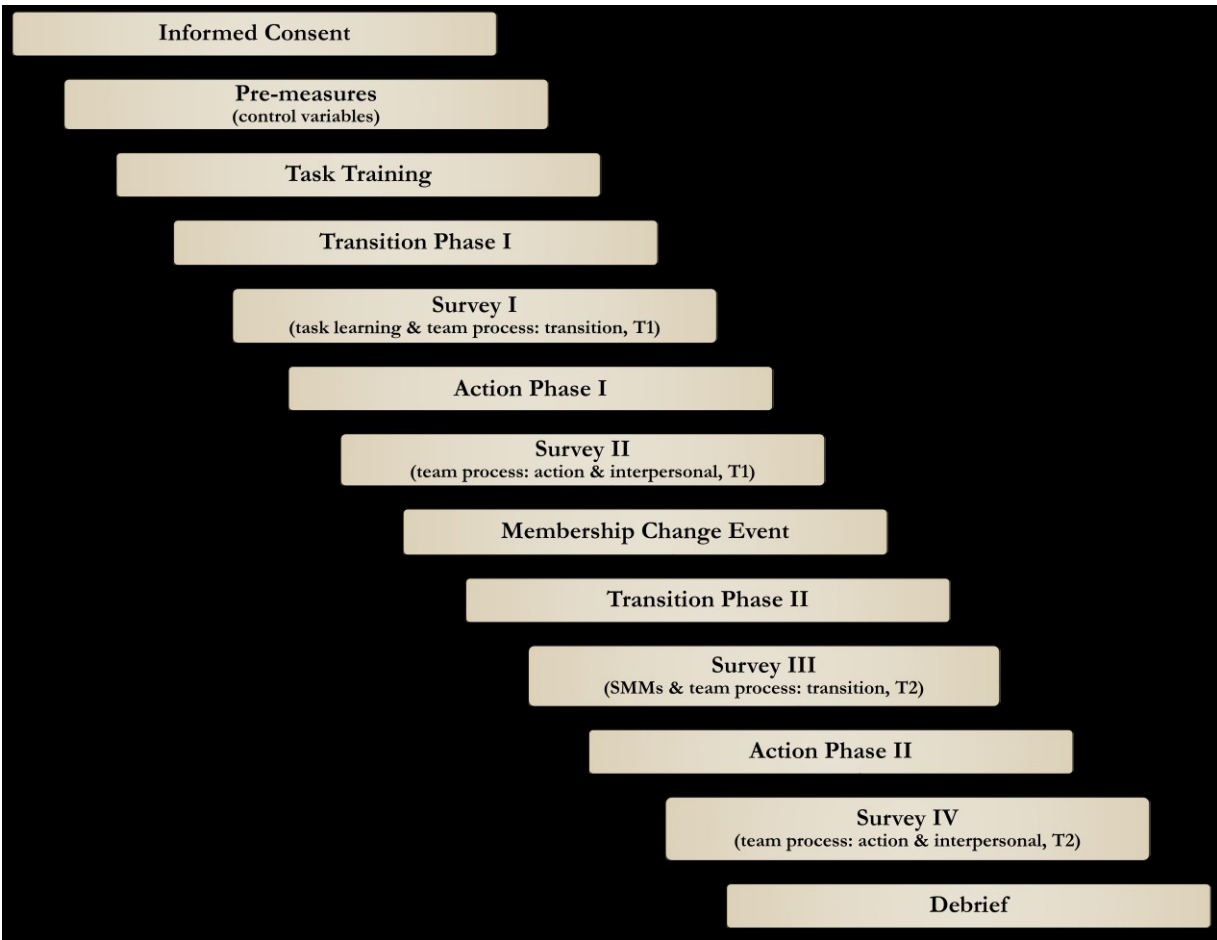 Informed Consent
Pre-measures
(control variables)
Task Training
Transition Phase I
Survey I
(task learning & team process: transition, T1)
Action Phase I
Survey II
(team process: action & interpersonal, T1)
Membership Change Event
Transition Phase II
Survey III
(SMMs & team process: transition, T2)
Action Phase II
Survey IV
(team process: action & interpersonal, T2)
Debrief